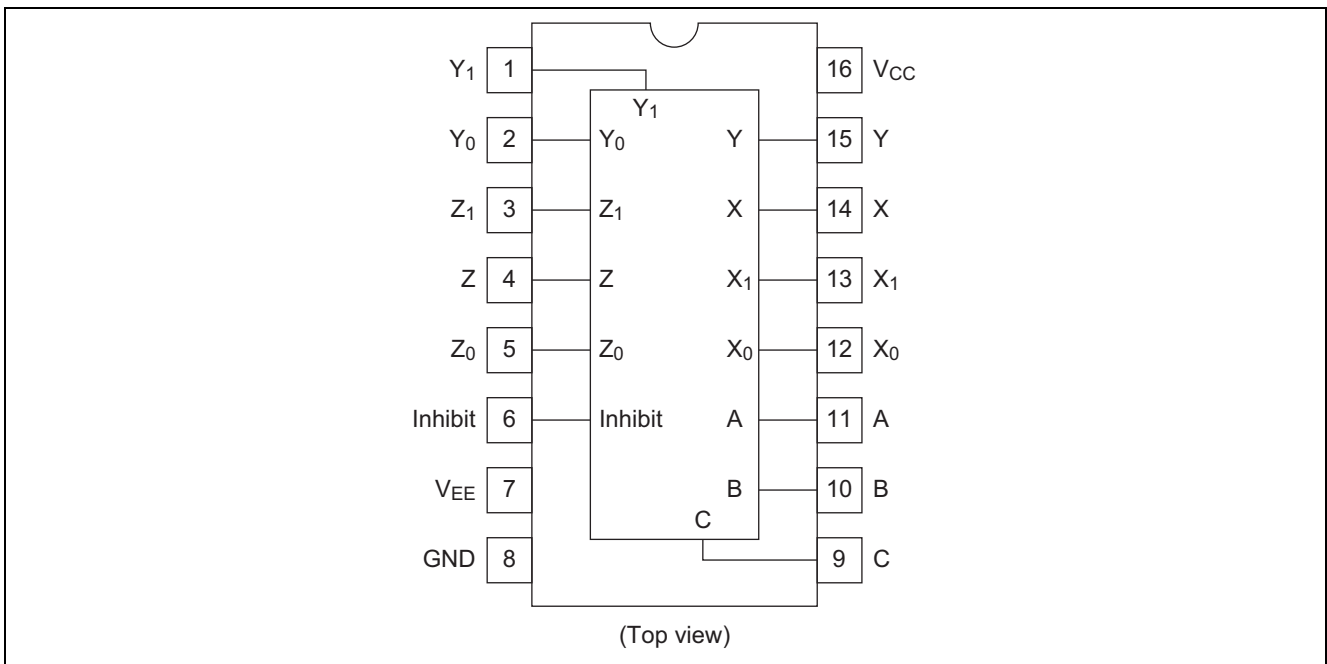 Y1 1 16 VCC
Y1
Y0 2 Y0 Y 15 Y
Z1 3 Z1 X 14 X
Z 4 Z X1 13 X1
Z0 5 Z0 X0 12 X0
Inhibit 6 Inhibit A 11 A
VEE 7 B 10 B
C
GND 8 9 C
(Top view)